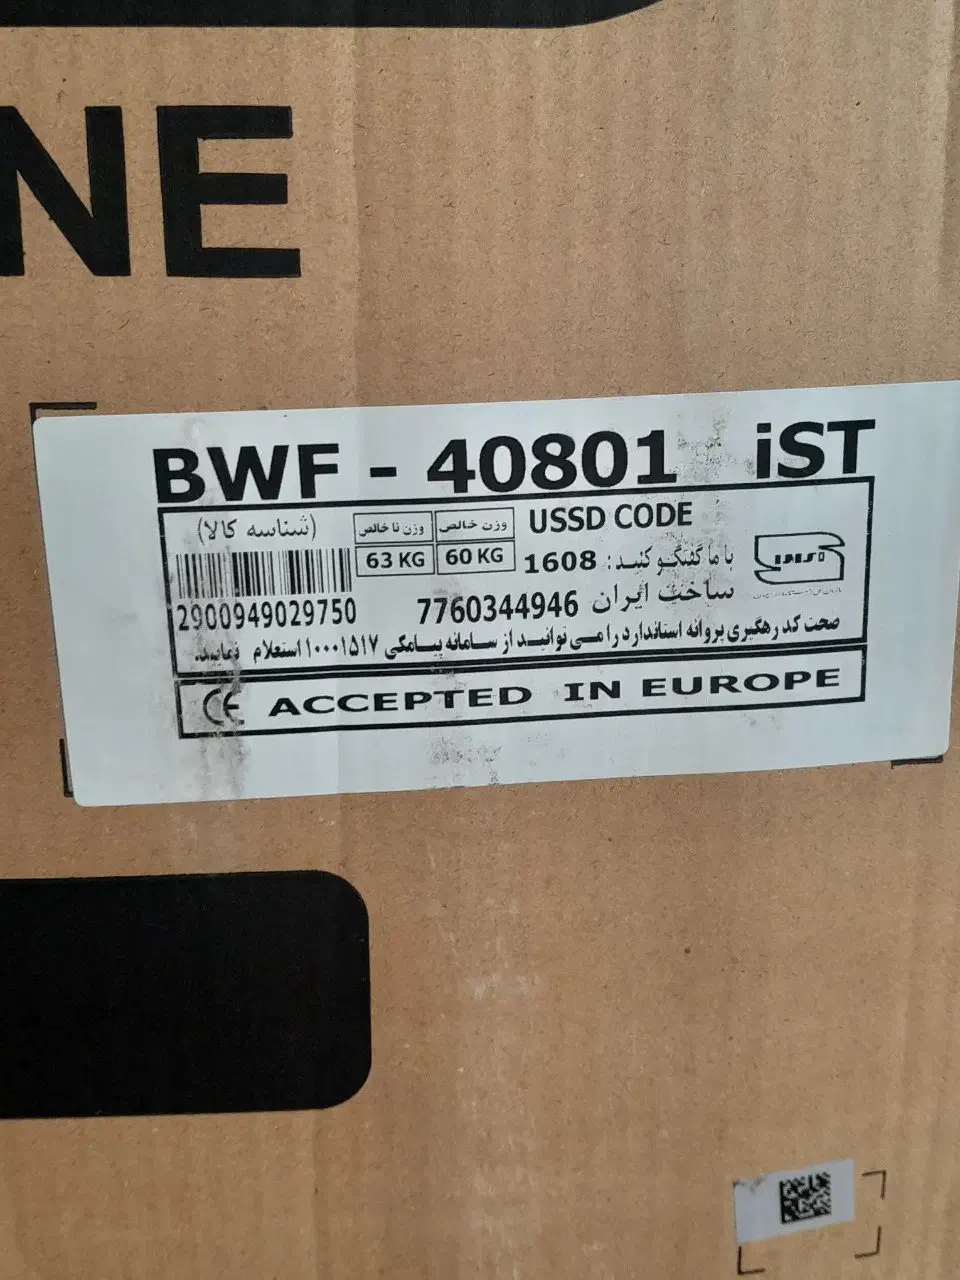 NE
BWF - 40801 iST
(شناسه کالا)
وزن نا خالص
وزن خالص
USSD CODE
63 KG
60 KG
با ما گفتگو کنید: 1608
2900949029750
7760344946
ساخت ایران
صحت کد رهگیری پروانه استاندارد را می توانید از سامانه پیامکی ۱۰۰۰۱۵۱۷ استعلام نمایید.
CE ACCEPTED IN EUROPE